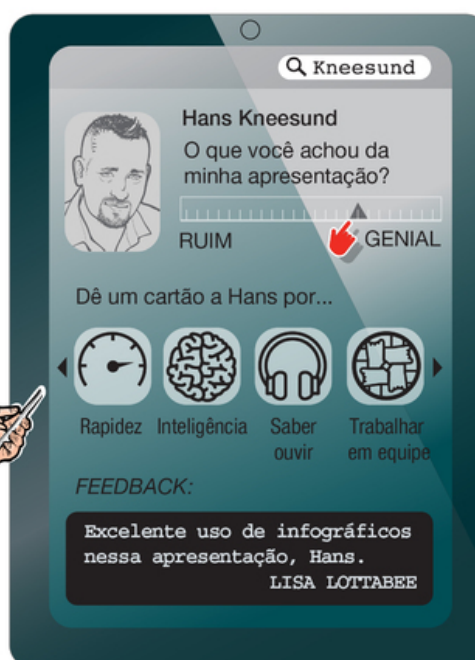 Kneesund
Hans Kneesund
O que você achou da
minha apresentação?
RUIM
GENIAL
Dê um cartão a Hans por...
Rapidez
Inteligência
Saber
ouvir
Trabalhar
em equipe
FEEDBACK:
Excelente uso de infográficos
nessa apresentação, Hans.
LISA LOTTABEE